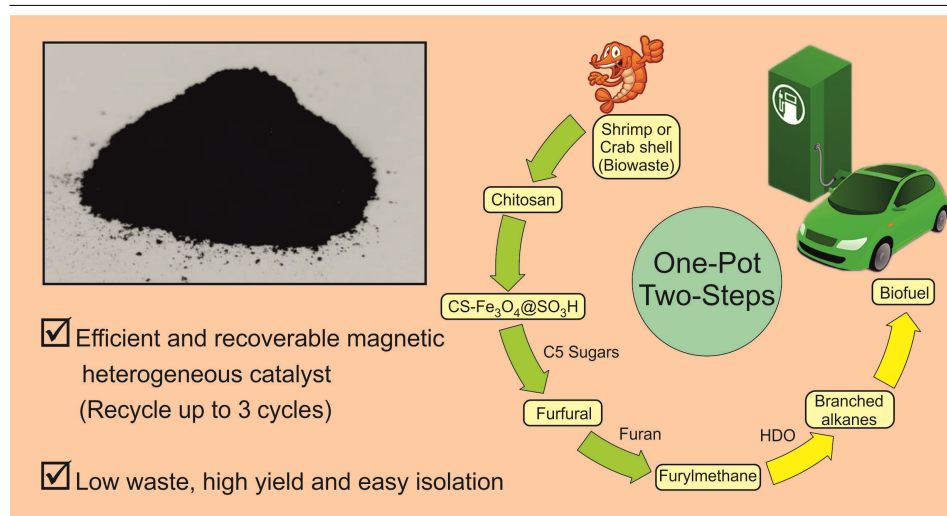 Shrimp or
Crab shell
(Biowaste)
Chitosan
CS-Fe₃O₄@SO₃H
C5 Sugars
Furfural
Furan
Furylmethane
HDO
Branched
alkanes
Biofuel
One-Pot
Two-Steps
☑ Efficient and recoverable magnetic
heterogeneous catalyst
(Recycle up to 3 cycles)
☑ Low waste, high yield and easy isolation